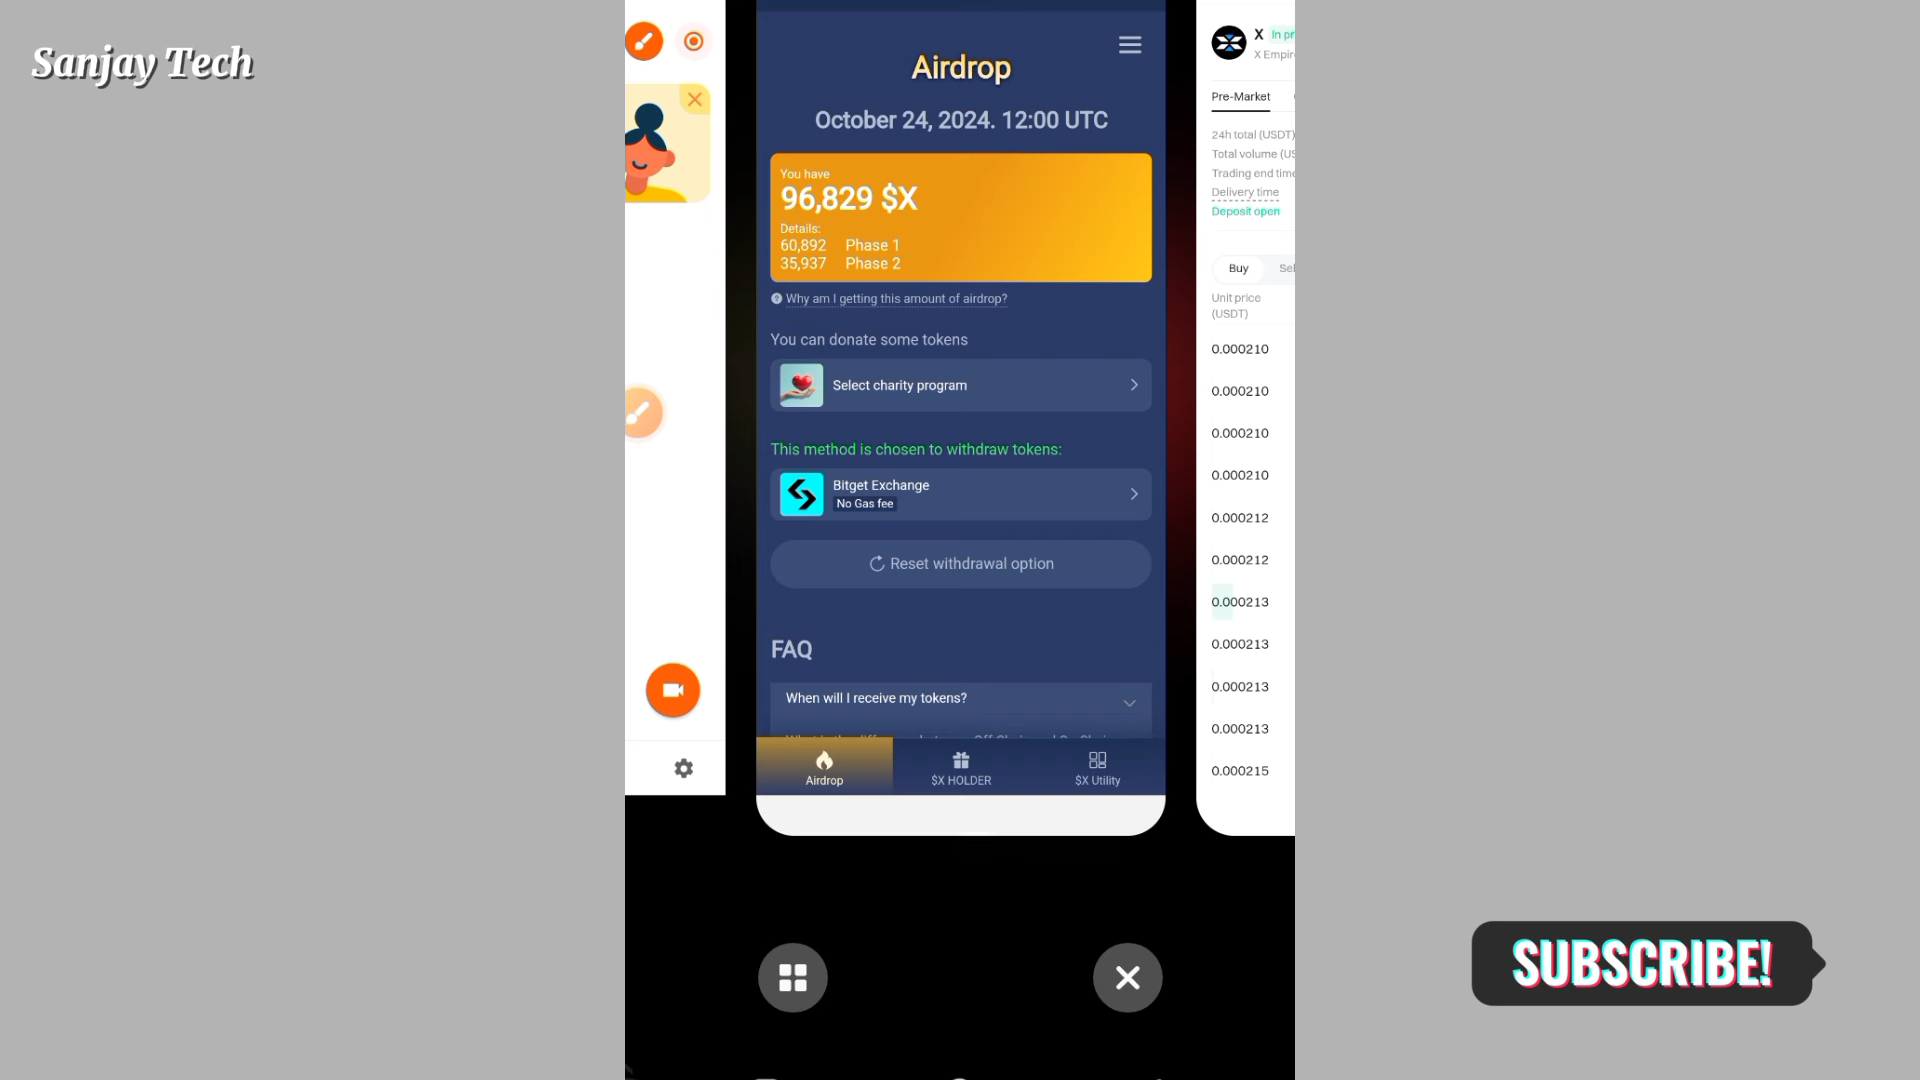 Sanjay Tech
Airdrop
October 24, 2024. 12:00 UTC
You have
96,829 $X
Details:
60,892 Phase 1
35,937 Phase 2
Why am I getting this amount of airdrop?
You can donate some tokens
Select charity program
This method is chosen to withdraw tokens:
Bitget Exchange
No Gas fee
Reset withdrawal option
FAQ
When will I receive my tokens?
Airdrop
$X HOLDER
$X Utility
X
X
Pre-Market
24h total (USDT)
Total volume
Trading end time
Delivery time
Deposit open
Buy
Unit price
(USDT)
0.000210
0.000210
0.000210
0.000210
0.000212
0.000212
0.000213
0.000213
0.000213
0.000213
0.000215
SUBSCRIBE!